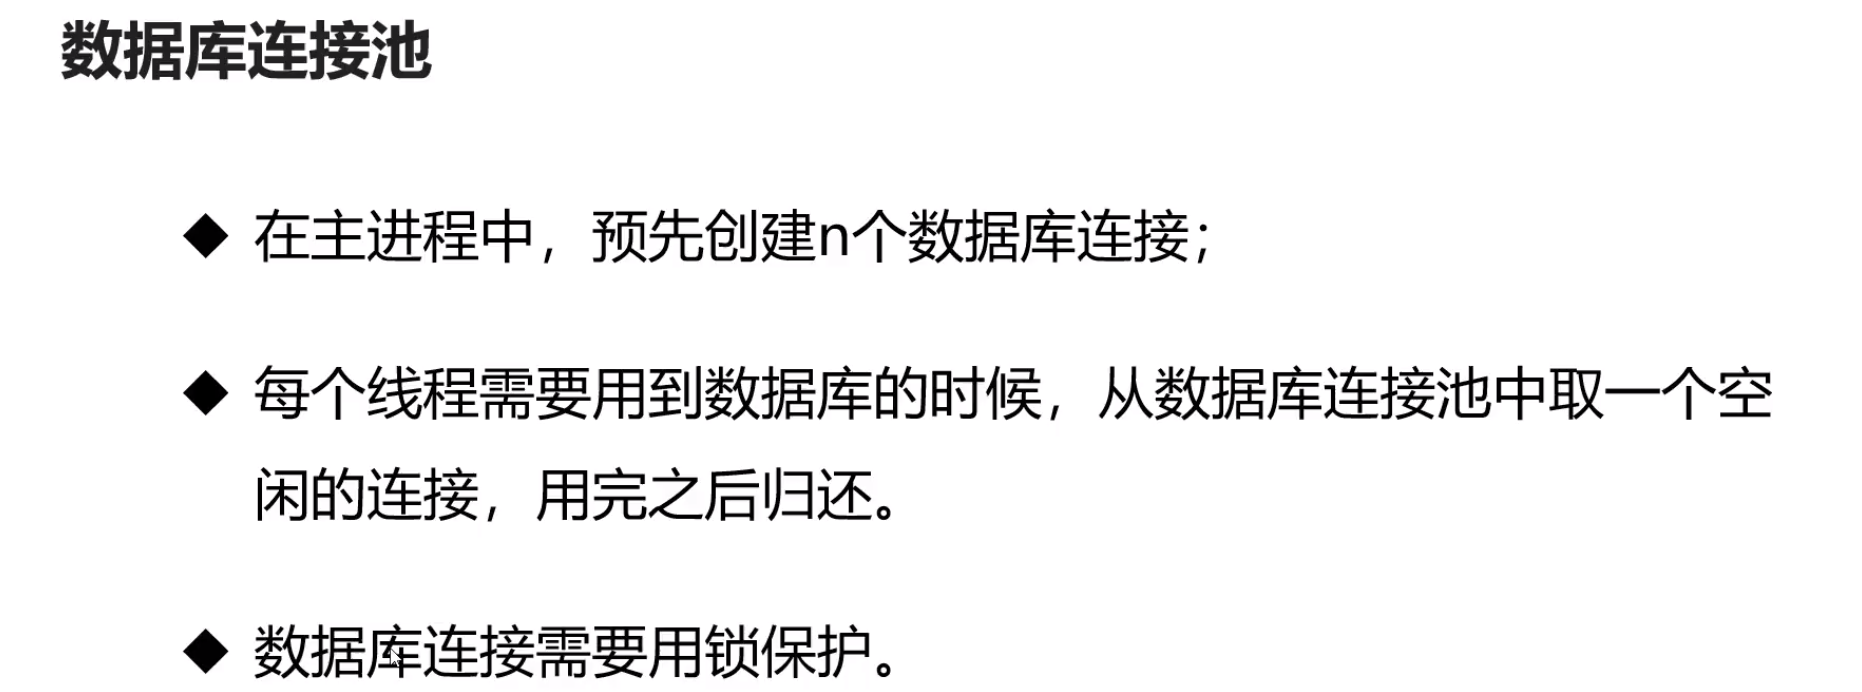 数据库连接池
◆ 在主进程中，预先创建n个数据库连接；
◆ 每个线程需要用到数据库的时候，从数据库连接池中取一个空
闲的连接，用完之后归还。
◆ 数据库连接需要用锁保护。